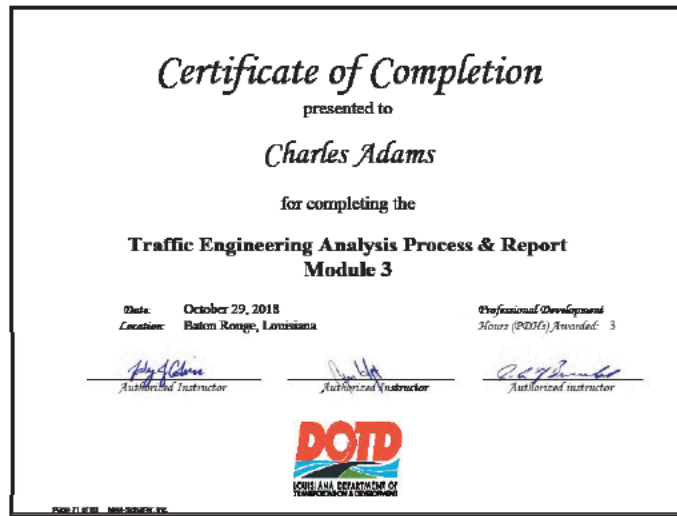 Certificate of Completion
presented to
Charles Adams
for completing the
Traffic Engineering Analysis Process & Report
Module 3
Date: October 29, 2018
Location: Baton Rouge, Louisiana
Professional Development
Hours (PDHs) Awarded: 3
Authorized Instructor
Authorized Instructor
Authorized instructor
DOTD
LOUISIANA DEPARTMENT OF
TRANSPORTATION & DEVELOPMENT